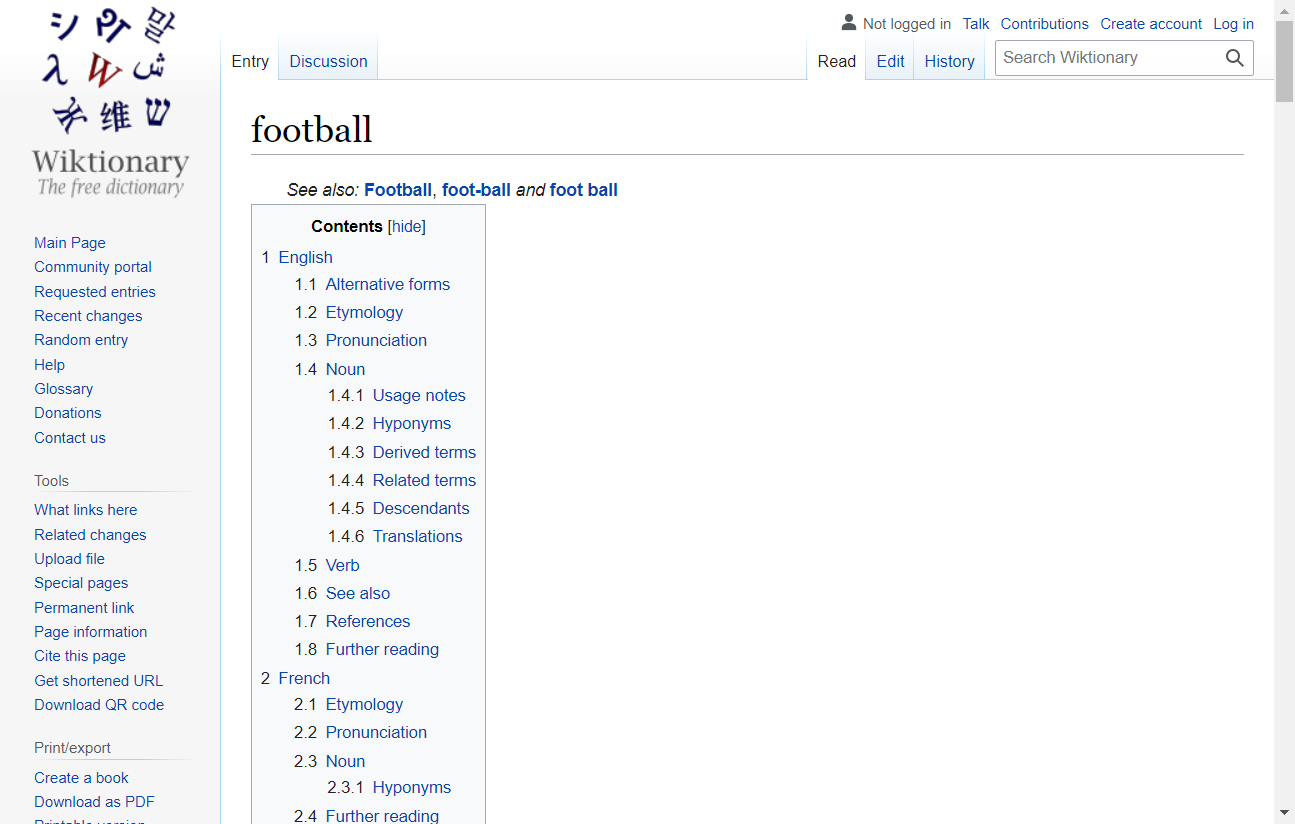 Not logged in Talk Contributions Create account Log in
Entry Discussion Read Edit History Search Wiktionary
シ 말
λ W ش
维 ש
Wiktionary
The free dictionary
Main Page
Community portal
Requested entries
Recent changes
Random entry
Help
Glossary
Donations
Contact us
Tools
What links here
Related changes
Upload file
Special pages
Permanent link
Page information
Cite this page
Get shortened URL
Download QR code
Print/export
Create a book
Download as PDF
Printable version
football
See also: Football, foot-ball and foot ball
Contents [hide]
1 English
1.1 Alternative forms
1.2 Etymology
1.3 Pronunciation
1.4 Noun
1.4.1 Usage notes
1.4.2 Hyponyms
1.4.3 Derived terms
1.4.4 Related terms
1.4.5 Descendants
1.4.6 Translations
1.5 Verb
1.6 See also
1.7 References
1.8 Further reading
2 French
2.1 Etymology
2.2 Pronunciation
2.3 Noun
2.3.1 Hyponyms
2.4 Further reading